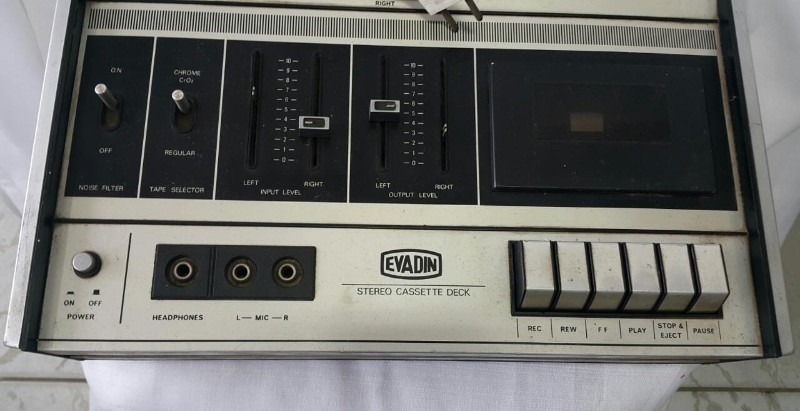 RIGHT
ON
OFF
NOISE FILTER
CHROME
CrO₂
REGULAR
TAPE SELECTOR
10
9
8
7
6
5
4
3
2
1
0
LEFT
RIGHT
INPUT LEVEL
10
9
8
7
6
5
4
3
2
1
0
LEFT
RIGHT
OUTPUT LEVEL
ON OFF
POWER
HEADPHONES
L — MIC — R
EVADIN
STEREO CASSETTE DECK
REC
REW
FF
PLAY
STOP &
EJECT
PAUSE